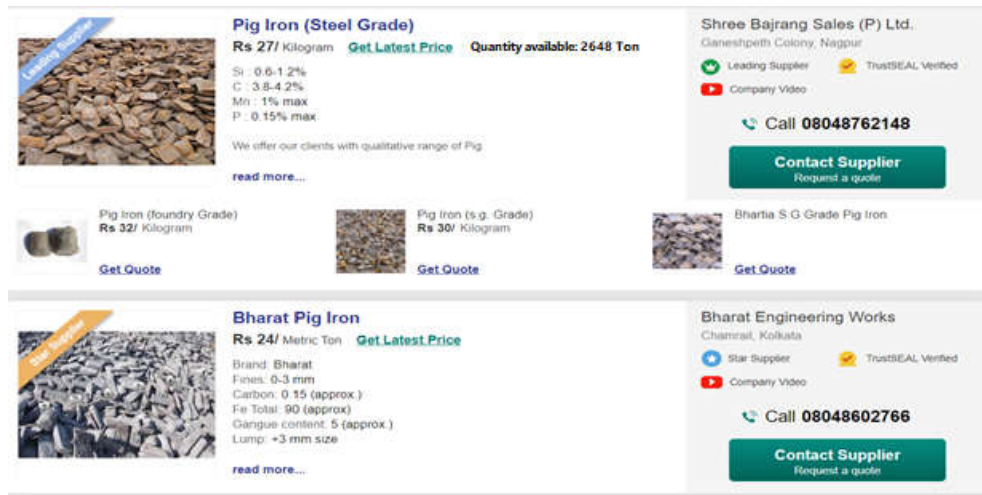 Leading Supplier
Pig Iron (Steel Grade)
Rs 27/ Kilogram Get Latest Price Quantity available: 2648 Ton
Si : 0.6-1.2%
C : 3.8-4.2%
Mn : 1% max
P : 0.15% max
We offer our clients with qualitative range of Pig
read more...
Shree Bajrang Sales (P) Ltd.
Ganeshpeth Colony, Nagpur
Leading Supplier TrustSEAL Verified
Company Video
Call 08048762148
Contact Supplier
Request a quote
Pig Iron (foundry Grade)
Rs 32/ Kilogram
Get Quote
Pig Iron (s.g. Grade)
Rs 30/ Kilogram
Get Quote
Bhartia S G Grade Pig Iron
Get Quote
Star Supplier
Bharat Pig Iron
Rs 24/ Metric Ton Get Latest Price
Brand: Bharat
Fines: 0-3 mm
Carbon: 0.15 (approx.)
Fe Total: 90 (approx)
Gangue content: 5 (approx.)
Lump: +3 mm size
read more...
Bharat Engineering Works
Chamrail, Kolkata
Star Supplier TrustSEAL Verified
Company Video
Call 08048602766
Contact Supplier
Request a quote